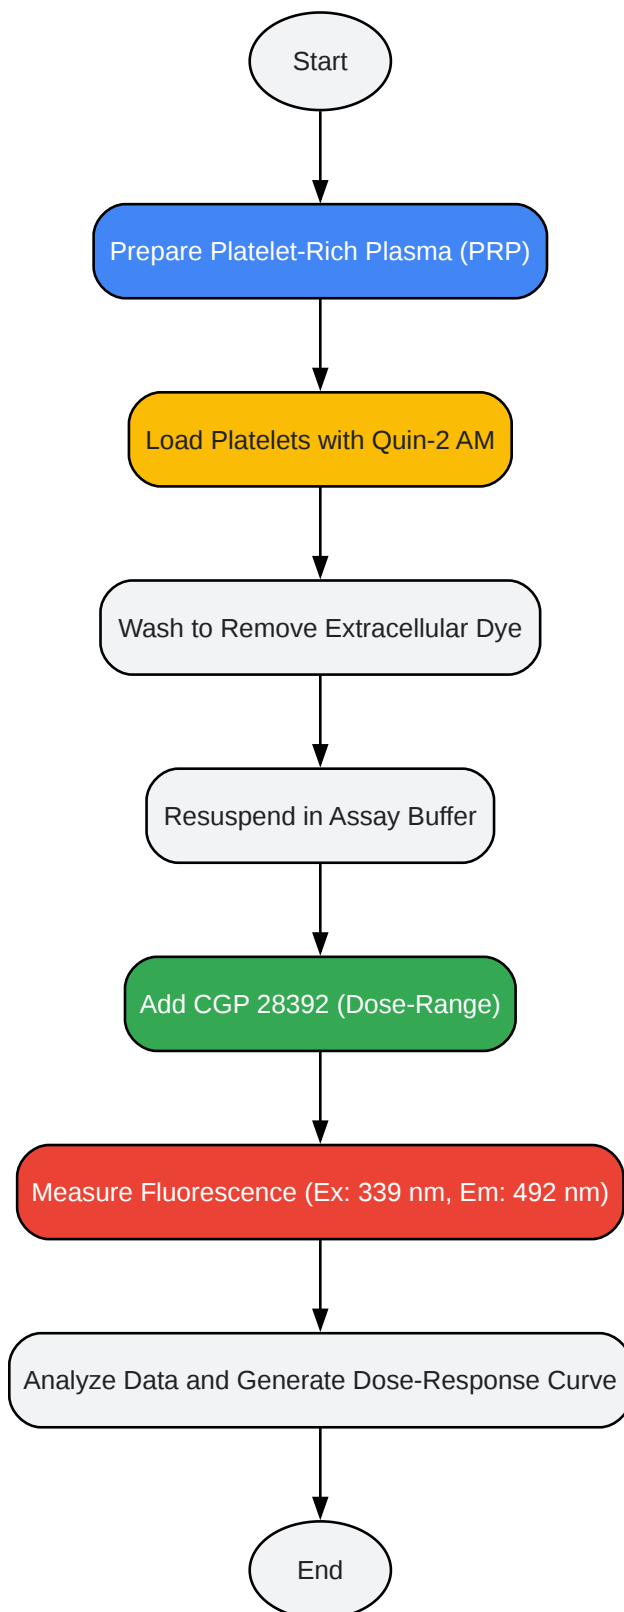 Start
Prepare Platelet-Rich Plasma (PRP)
Load Platelets with Quin-2 AM
Wash to Remove Extracellular Dye
Resuspend in Assay Buffer
Add CGP 28392 (Dose-Range)
Measure Fluorescence (Ex: 339 nm, Em: 492 nm)
Analyze Data and Generate Dose-Response Curve
End